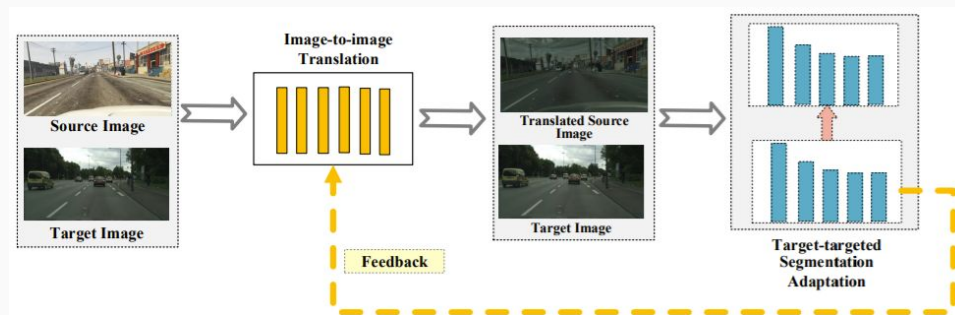 Source Image
Target Image
Image-to-image
Translation
Translated Source
Image
Target Image
Feedback
Target-targeted
Segmentation
Adaptation